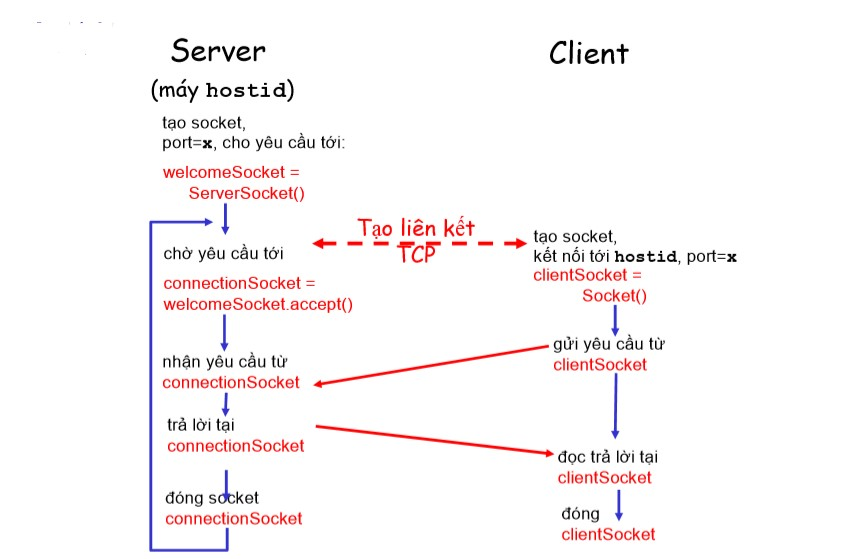 Server
(máy hostid)
tạo socket,
port=x, cho yêu cầu tới:
welcomeSocket =
ServerSocket()
chờ yêu cầu tới
connectionSocket =
welcomeSocket.accept()
nhận yêu cầu từ
connectionSocket
trả lời tại
connectionSocket
đóng socket
connectionSocket
Tạo liên kết
TCP
Client
tạo socket,
kết nối tới hostid, port=x
clientSocket =
Socket()
gửi yêu cầu từ
clientSocket
đọc trả lời tại
clientSocket
đóng
clientSocket